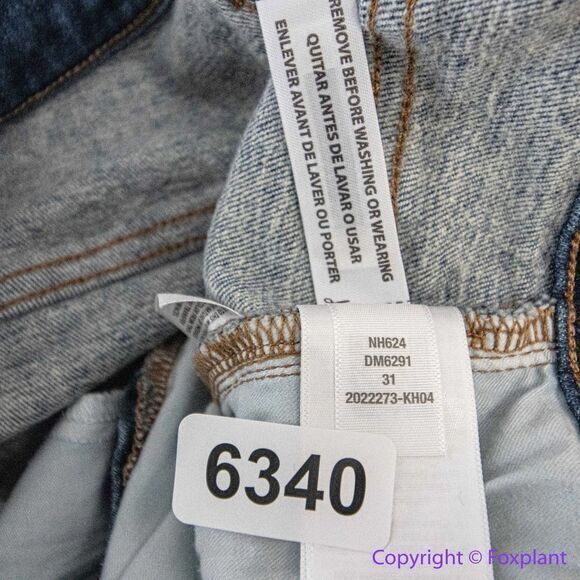 REMOVE BEFORE WASHING OR WEARING
QUITAR ANTES DE LAVAR O USAR
ENLEVER AVANT DE LAVER OU PORTER
NH624
DM6291
31
2022273-KH04
6340
Copyright © Foxplant